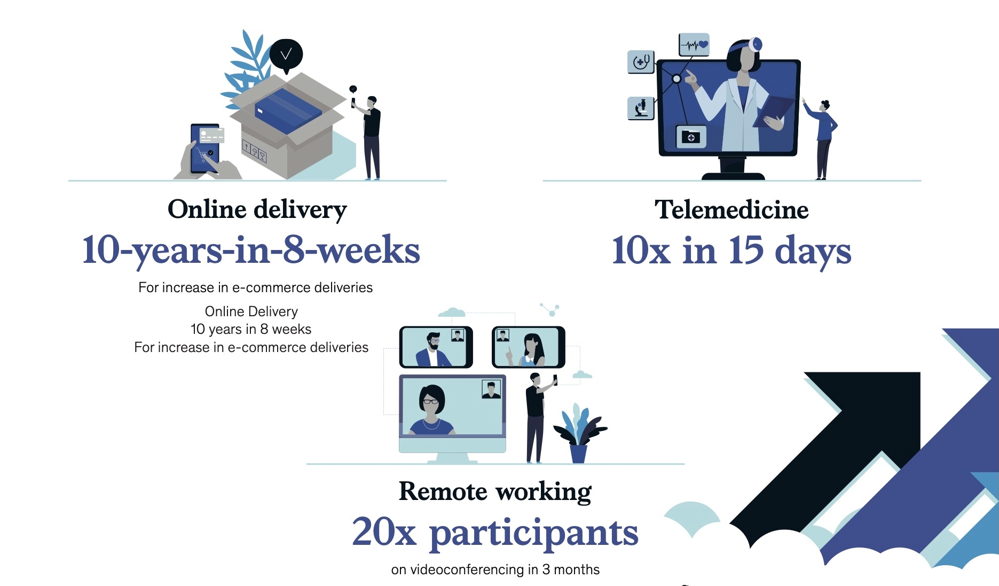 Online delivery
10-years-in-8-weeks
For increase in e-commerce deliveries
Online Delivery
10 years in 8 weeks
For increase in e-commerce deliveries
Telemedicine
10x in 15 days
Remote working
20x participants
on videoconferencing in 3 months